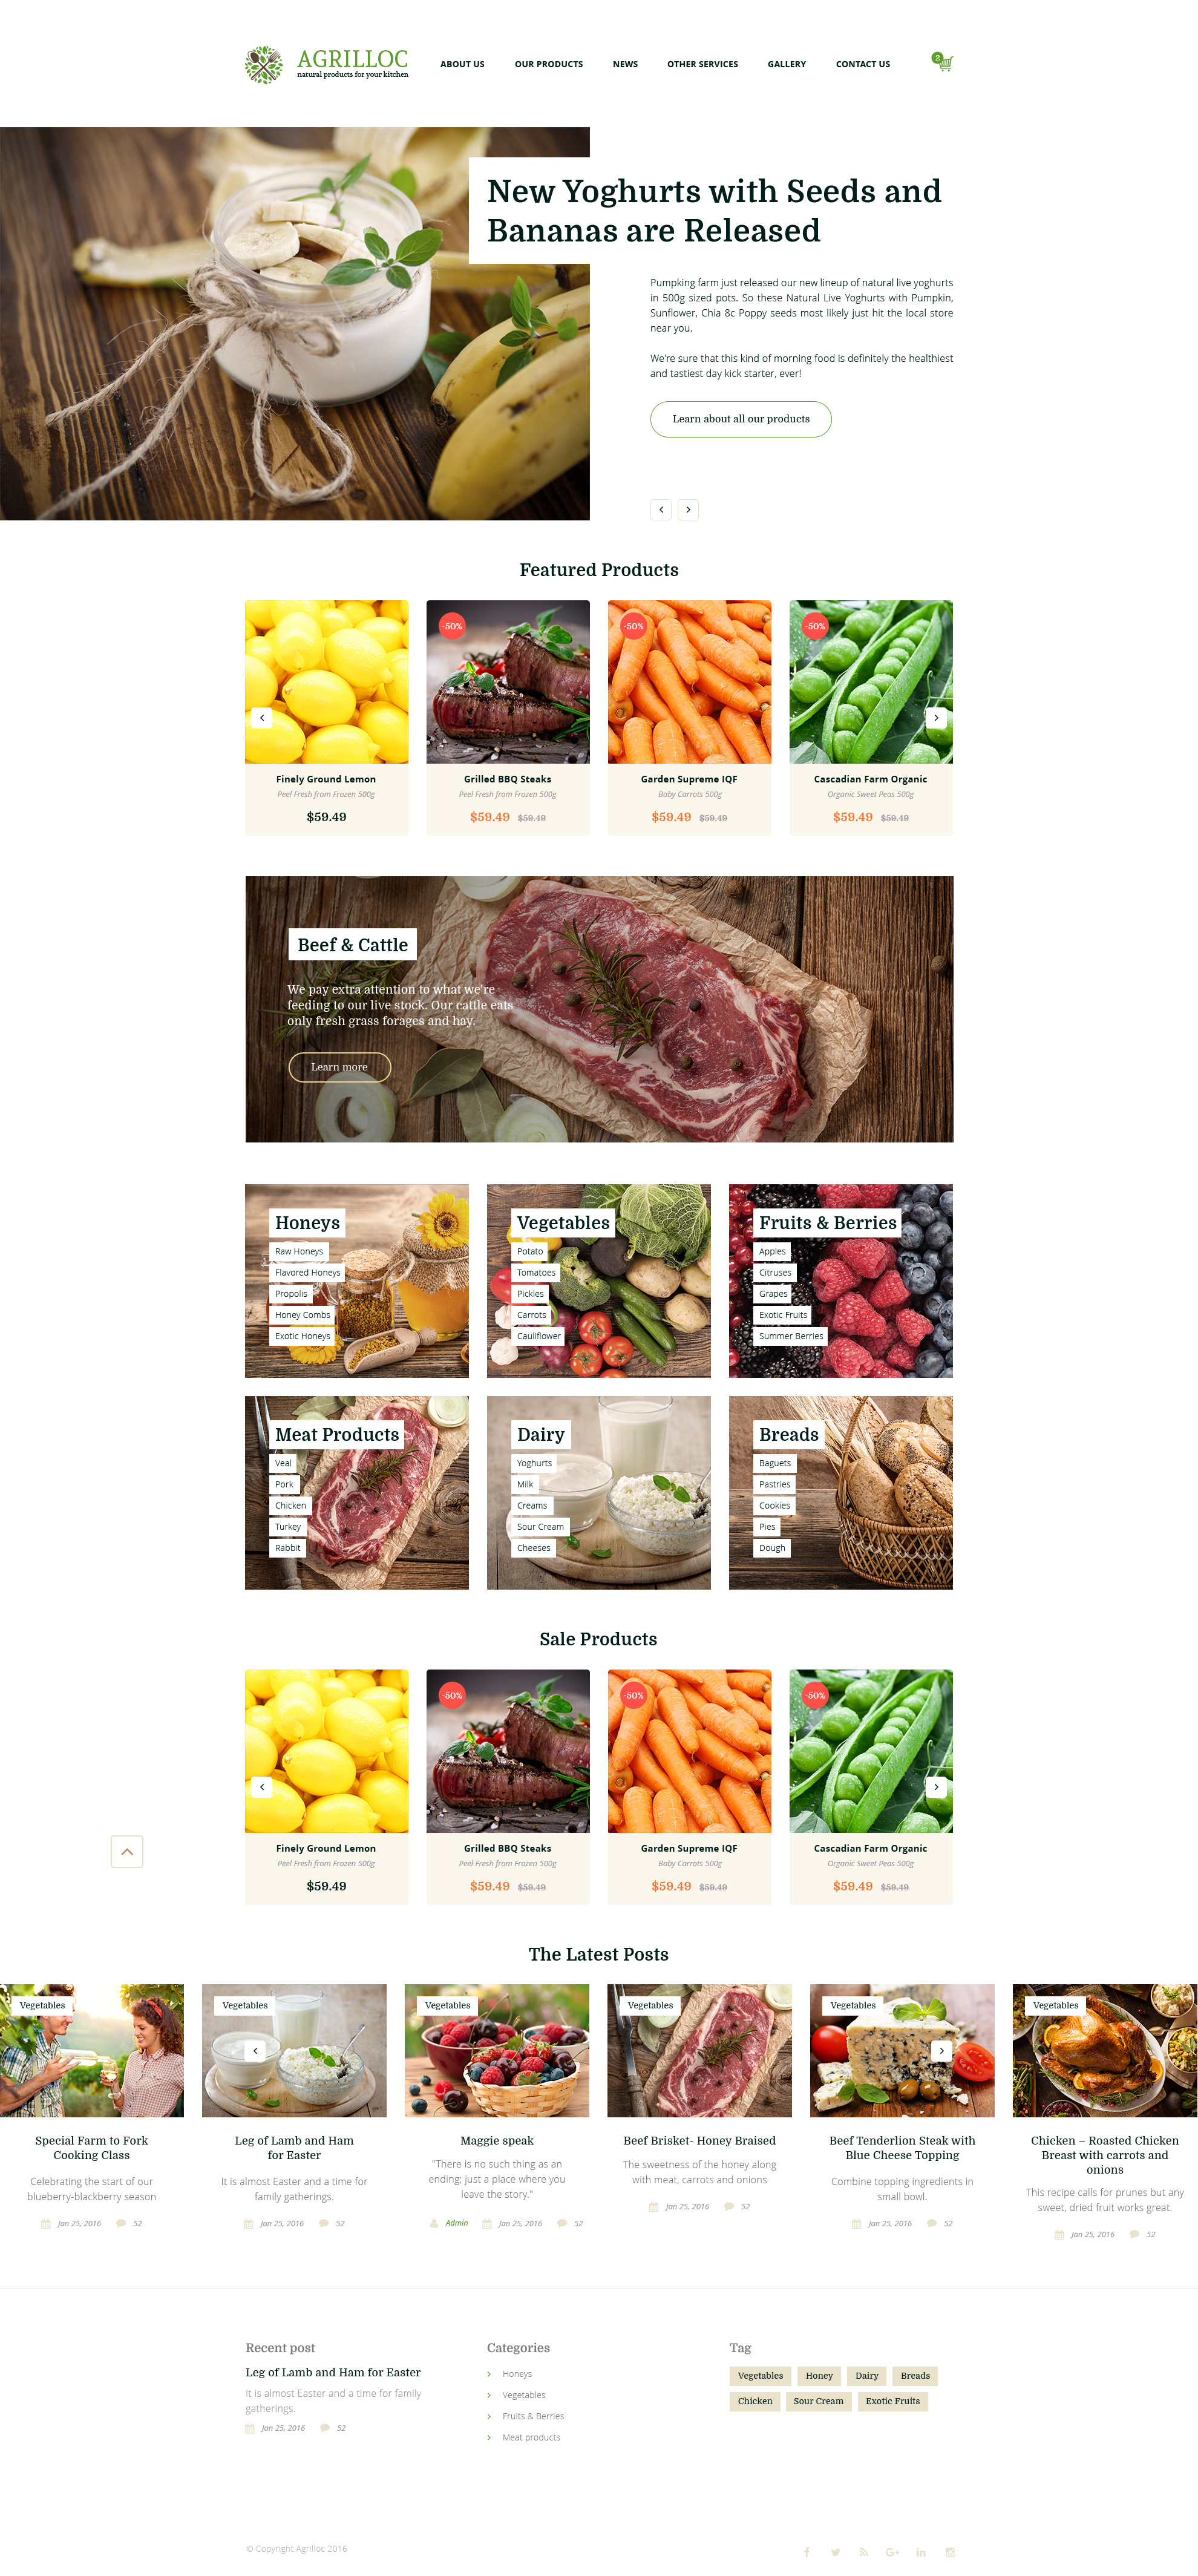 AGRILLOC
natural products for your kitchen
ABOUT US
OUR PRODUCTS
NEWS
OTHER SERVICES
GALLERY
CONTACT US
2
New Yoghurts with Seeds and
Bananas are Released
Pumpking farm just released our new lineup of natural live yoghurts
in 500g sized pots. So these Natural Live Yoghurts with Pumpkin,
Sunflower, Chia 8c Poppy seeds most likely just hit the local store
near you.
We're sure that this kind of morning food is definitely the healthiest
and tastiest day kick starter, ever!
Learn about all our products
Featured Products
-50%
-50%
-50%
Finely Ground Lemon
Peel Fresh from Frozen 500g
$59.49
Grilled BBQ Steaks
Peel Fresh from Frozen 500g
$59.49 $59.49
Garden Supreme IQF
Baby Carrots 500g
$59.49 $59.49
Cascadian Farm Organic
Organic Sweet Peas 500g
$59.49 $59.49
Beef & Cattle
We pay extra attention to what we're
feeding to our live stock. Our cattle eats
only fresh grass forages and hay.
Learn more
Honeys
Raw Honeys
Flavored Honeys
Propolis
Honey Combs
Exotic Honeys
Vegetables
Potato
Tomatoes
Pickles
Carrots
Cauliflower
Fruits & Berries
Apples
Citruses
Grapes
Exotic Fruits
Summer Berries
Meat Products
Veal
Pork
Chicken
Turkey
Rabbit
Dairy
Yoghurts
Milk
Creams
Sour Cream
Cheeses
Breads
Baguets
Pastries
Cookies
Pies
Dough
Sale Products
-50%
-50%
-50%
Finely Ground Lemon
Peel Fresh from Frozen 500g
$59.49
Grilled BBQ Steaks
Peel Fresh from Frozen 500g
$59.49 $59.49
Garden Supreme IQF
Baby Carrots 500g
$59.49 $59.49
Cascadian Farm Organic
Organic Sweet Peas 500g
$59.49 $59.49
The Latest Posts
Vegetables
Special Farm to Fork
Cooking Class
Celebrating the start of our
blueberry-blackberry season
Jan 25, 2016 52
Vegetables
Leg of Lamb and Ham
for Easter
It is almost Easter and a time for
family gatherings.
Jan 25, 2016 52
Vegetables
Maggie speak
"There is no such thing as an
ending; just a place where you
leave the story."
Admin Jan 25, 2016 52
Vegetables
Beef Brisket- Honey Braised
The sweetness of the honey along
with meat, carrots and onions
Jan 25, 2016 52
Vegetables
Beef Tenderlion Steak with
Blue Cheese Topping
Combine topping ingredients in
small bowl.
Jan 25, 2016 52
Vegetables
Chicken – Roasted Chicken
Breast with carrots and
onions
This recipe calls for prunes but any
sweet, dried fruit works great.
Jan 25, 2016 52
Recent post
Leg of Lamb and Ham for Easter
It is almost Easter and a time for family
gatherings.
Jan 25, 2016 52
Categories
Honeys
Vegetables
Fruits & Berries
Meat products
Tag
Vegetables Honey Dairy Breads
Chicken Sour Cream Exotic Fruits
© Copyright Agrilloc 2016